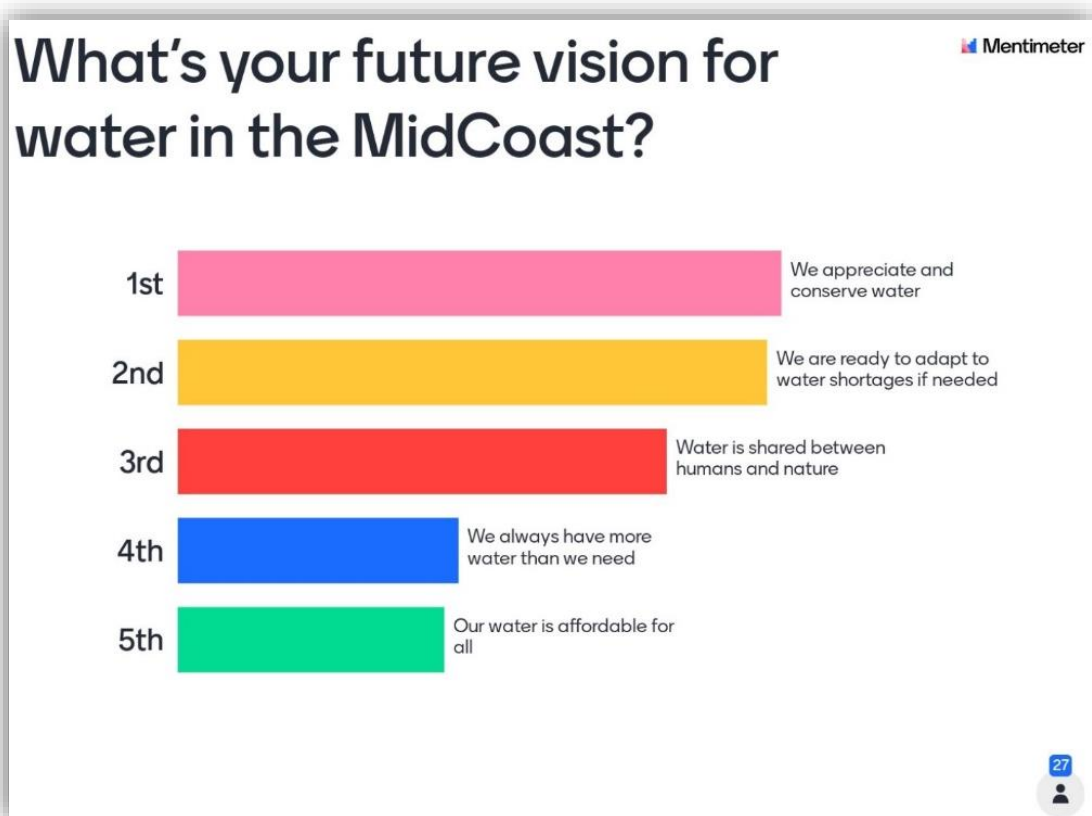 What's your future vision for
water in the MidCoast?
Mentimeter
1st
We appreciate and
conserve water
2nd
We are ready to adapt to
water shortages if needed
3rd
Water is shared between
humans and nature
4th
We always have more
water than we need
5th
Our water is affordable for
all
27